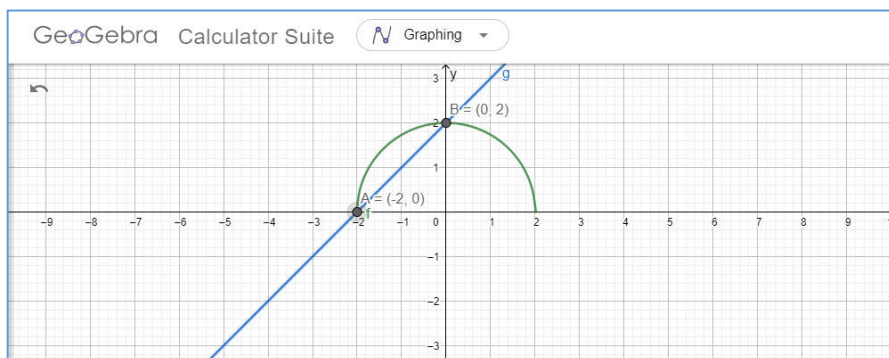 GeoGebra Calculator Suite Graphing
3 y g
B = (0, 2)
2
1
A = (-2, 0)
f
-9 -8 -7 -6 -5 -4 -3 -2 -1 0 1 2 3 4 5 6 7 8 9
-1
-2
-3